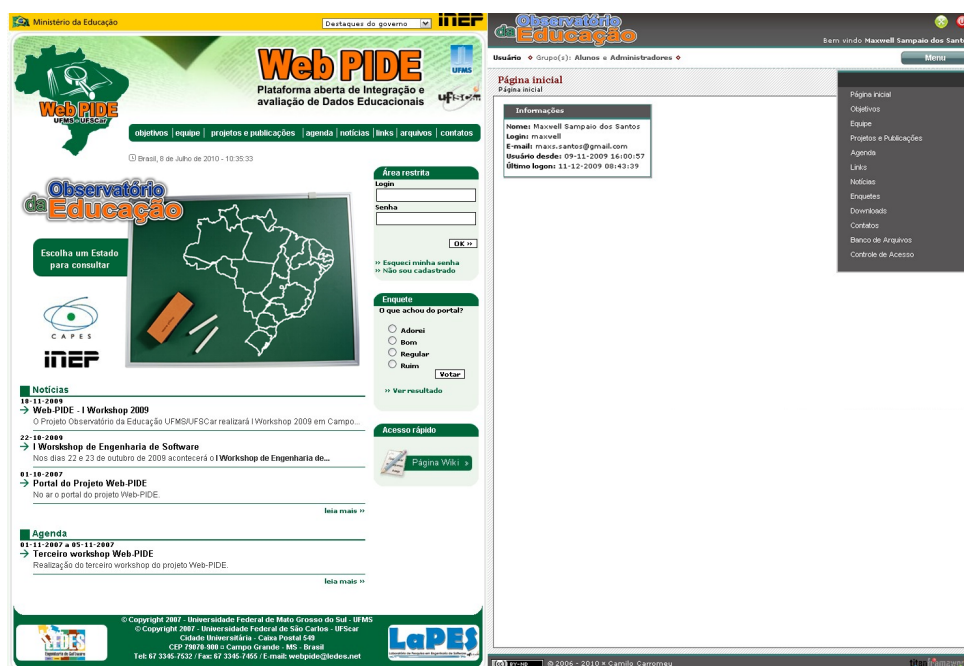 Ministério da Educação
Destaques do governo
INEP
Web PIDE
Plataforma aberta de Integração e
avaliação de Dados Educacionais
UFMS
UFSCar
Web PIDE
UFMS-UFSCar
objetivos | equipe | projetos e publicações | agenda | notícias | links | arquivos | contatos
Brasil, 8 de Julho de 2010 - 10:35:33
Observatório
da Educação
Escolha um Estado
para consultar
CAPES
INEP
Área restrita
Login
Senha
OK »
» Esqueci minha senha
» Não sou cadastrado
Enquete
O que achou do portal?
Adorei
Bom
Regular
Ruim
Votar
» Ver resultado
Acesso rápido
Página Wiki »
Notícias
18-11-2009
→ Web-PIDE - I Workshop 2009
O Projeto Observatório da Educação UFMS/UFSCar realizará I Workshop 2009 em Campo...
22-10-2009
→ I Worskshop de Engenharia de Software
Nos dias 22 e 23 de outubro de 2009 acontecerá o I Workshop de Engenharia de...
01-10-2007
→ Portal do Projeto Web-PIDE
No ar o portal do projeto Web-PIDE.
leia mais »
Agenda
01-11-2007 a 05-11-2007
→ Terceiro workshop Web-PIDE
Realização do terceiro workshop do projeto Web-PIDE.
leia mais »
LEDES
© Copyright 2007 - Universidade Federal de Mato Grosso do Sul - UFMS
© Copyright 2007 - Universidade Federal de São Carlos - UFScar
Cidade Universitária - Caixa Postal 549
CEP 79070-900 □ Campo Grande - MS - Brasil
Tel: 67 3345-7532 / Fax: 67 3345-7455 / E-mail: webpide@ledes.net
LaPES
Observatório
da Educação
Bem vindo Maxwell Sampaio dos Sant
Usuário ◊ Grupo(s): Alunos e Administradores ◊
Menu
Página inicial
Página inicial
Informações
Nome: Maxwell Sampaio dos Santos
Login: maxwell
E-mail: maxs.santos@gmail.com
Usuário desde: 09-11-2009 16:00:57
Último logon: 11-12-2009 08:43:39
Página inicial
Objetivos
Equipe
Projetos e Publicações
Agenda
Links
Notícias
Enquetes
Downloads
Contatos
Banco de Arquivos
Controle de Acesso
(cc) BY-ND
© 2006 - 2010 ¤ Camilo Carromeu